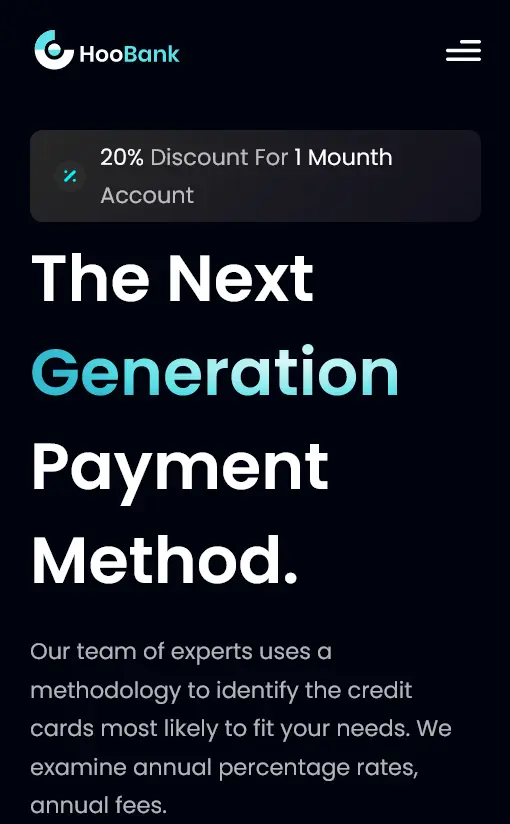 HooBank
20% Discount For 1 Mounth
Account
The Next
Generation
Payment
Method.
Our team of experts uses a
methodology to identify the credit
cards most likely to fit your needs. We
examine annual percentage rates,
annual fees.